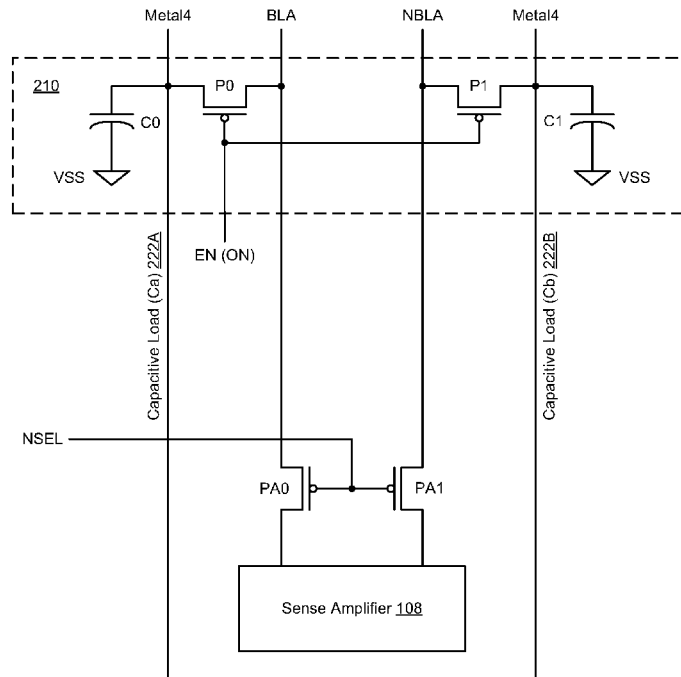 Metal4 BLA NBLA Metal4
210 P0 P1
C0 C1
VSS VSS
EN (ON)
Capacitive Load (Ca) 222A
Capacitive Load (Cb) 222B
NSEL
PA0 PA1
Sense Amplifier 108